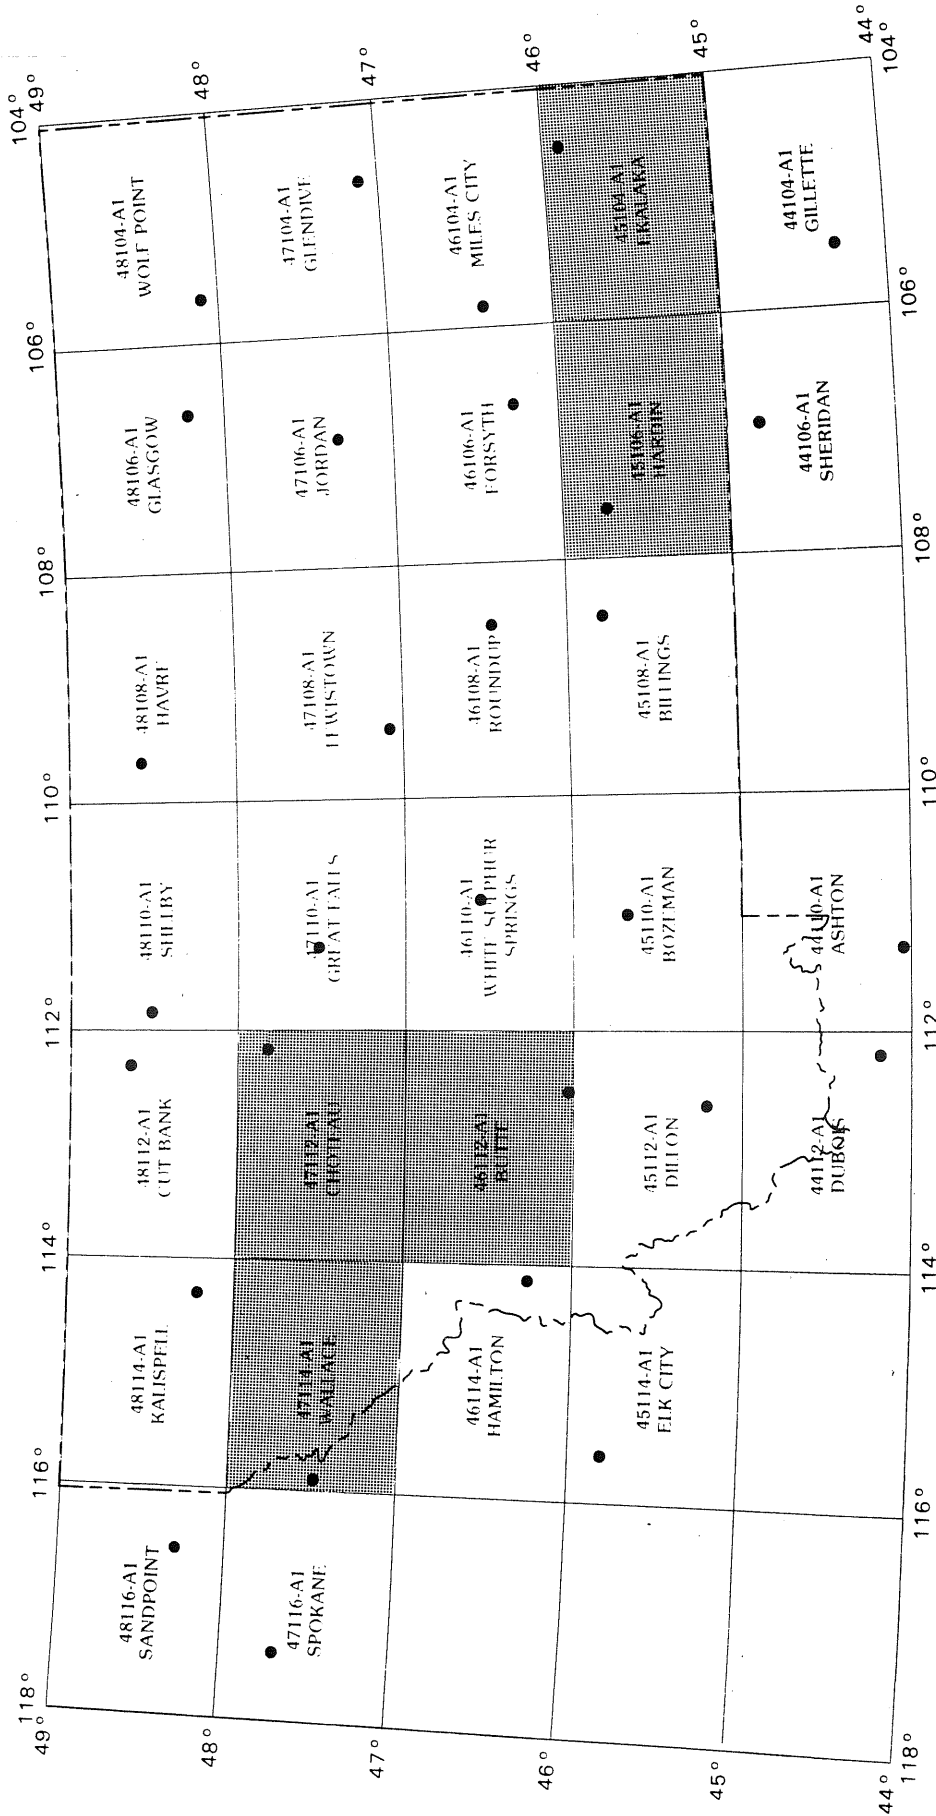 118°
116°
114°
112°
110°
108°
106°
104°
49°
49°
48116-A1
SANDPOINT
48114-A1
KALISPELL
48112-A1
CUT BANK
48110-A1
SHELBY
48108-A1
HAVRE
48106-A1
GLASGOW
48104-A1
WOLF POINT
48°
48°
47116-A1
SPOKANE
47114-A1
WALLACE
47112-A1
CHOTEAU
47110-A1
GREAT FALLS
47108-A1
LEWISTOWN
47106-A1
JORDAN
47104-A1
GLENDIVE
47°
47°
46114-A1
HAMILTON
46112-A1
BUTTE
46110-A1
WHITE SULPHUR
SPRINGS
46108-A1
ROUNDUP
46106-A1
FORSYTH
46104-A1
MILES CITY
46°
46°
45114-A1
ELK CITY
45112-A1
DILLON
45110-A1
BOZEMAN
45108-A1
BILLINGS
45106-A1
HARDIN
45104-A1
EKALAKA
45°
45°
44112-A1
DUBOIS
44110-A1
ASHTON
44106-A1
SHERIDAN
44104-A1
GILLETTE
44°
44°
118°
116°
114°
112°
110°
108°
106°
104°